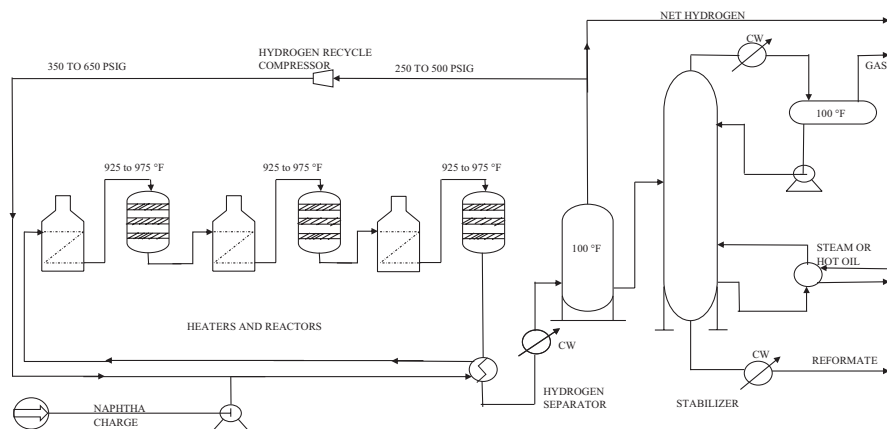 NET HYDROGEN
CW
GAS
HYDROGEN RECYCLE
COMPRESSOR
350 TO 650 PSIG
250 TO 500 PSIG
100 °F
925 to 975 °F
925 to 975 °F
925 to 975 °F
100 °F
STEAM OR
HOT OIL
HEATERS AND REACTORS
CW
CW
REFORMATE
HYDROGEN
SEPARATOR
STABILIZER
NAPHTHA
CHARGE